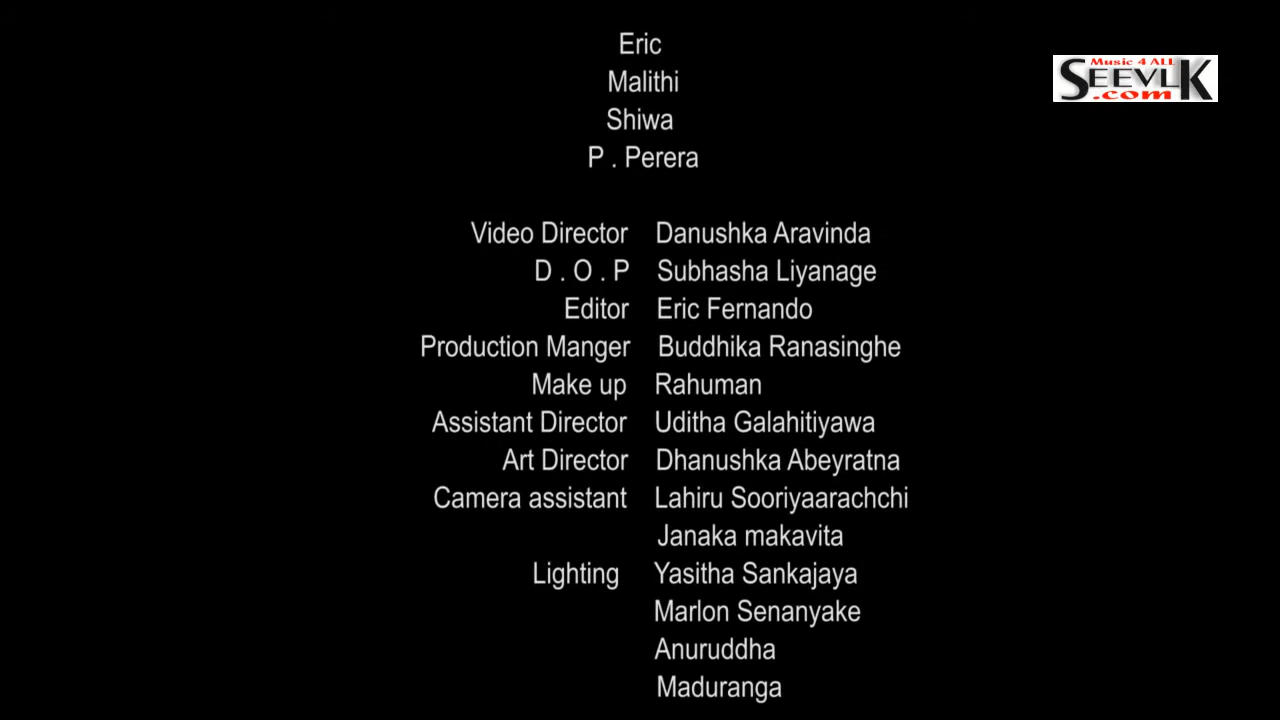 Eric
Malithi
Shiwa
P . Perera
Music 4 ALL
SEEVLK
.com
Video Director Danushka Aravinda
D . O . P Subhasha Liyanage
Editor Eric Fernando
Production Manger Buddhika Ranasinghe
Make up Rahuman
Assistant Director Uditha Galahitiyawa
Art Director Dhanushka Abeyratna
Camera assistant Lahiru Sooriyaarachchi
Janaka makavita
Lighting Yasitha Sankajaya
Marlon Senanyake
Anuruddha
Maduranga